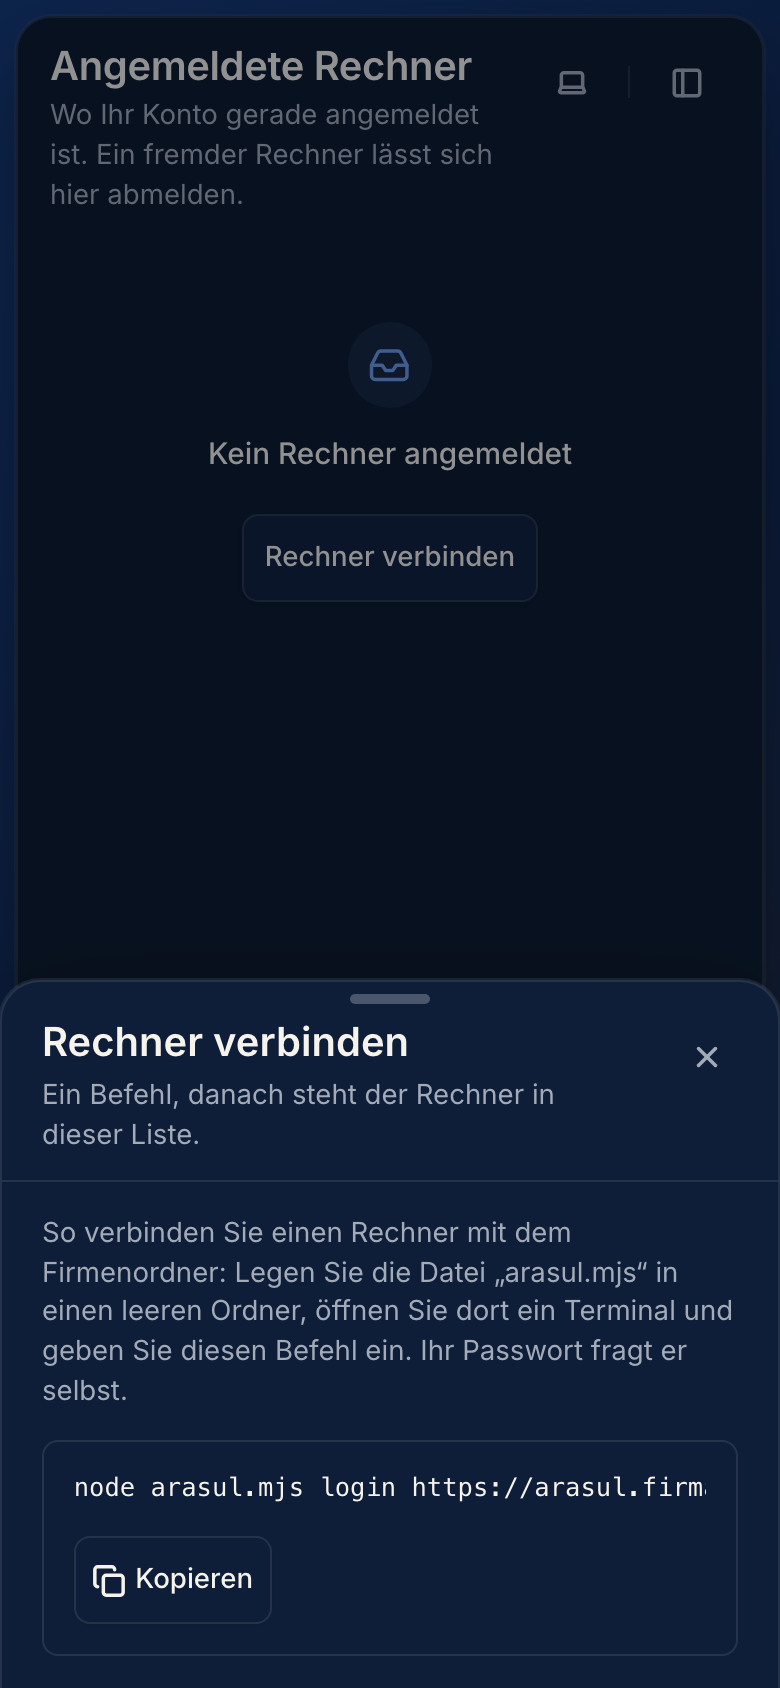 Angemeldete Rechner
Wo Ihr Konto gerade angemeldet
ist. Ein fremder Rechner lässt sich
hier abmelden.
Kein Rechner angemeldet
Rechner verbinden
Rechner verbinden
Ein Befehl, danach steht der Rechner in
dieser Liste.
So verbinden Sie einen Rechner mit dem
Firmenordner: Legen Sie die Datei „arasul.mjs“ in
einen leeren Ordner, öffnen Sie dort ein Terminal und
geben Sie diesen Befehl ein. Ihr Passwort fragt er
selbst.
node arasul.mjs login https://arasul.firma
Kopieren